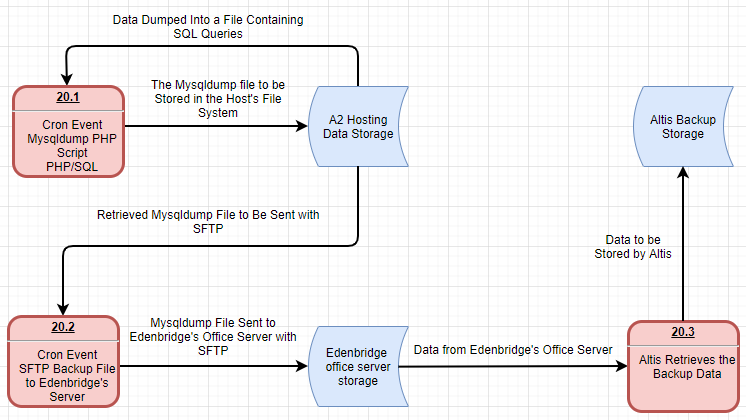 Data Dumped Into a File Containing
SQL Queries
20.1
Cron Event
Mysqldump PHP
Script
PHP/SQL
The Mysqldump file to be
Stored in the Host's File
System
A2 Hosting
Data Storage
Altis Backup
Storage
Retrieved Mysqldump File to Be Sent with
SFTP
Data to be
Stored by Altis
20.2
Cron Event
SFTP Backup File
to Edenbridge's
Server
Mysqldump File Sent to
Edenbridge's Office Server with
SFTP
Edenbridge
office server
storage
Data from Edenbridge's Office Server
20.3
Altis Retrieves the
Backup Data